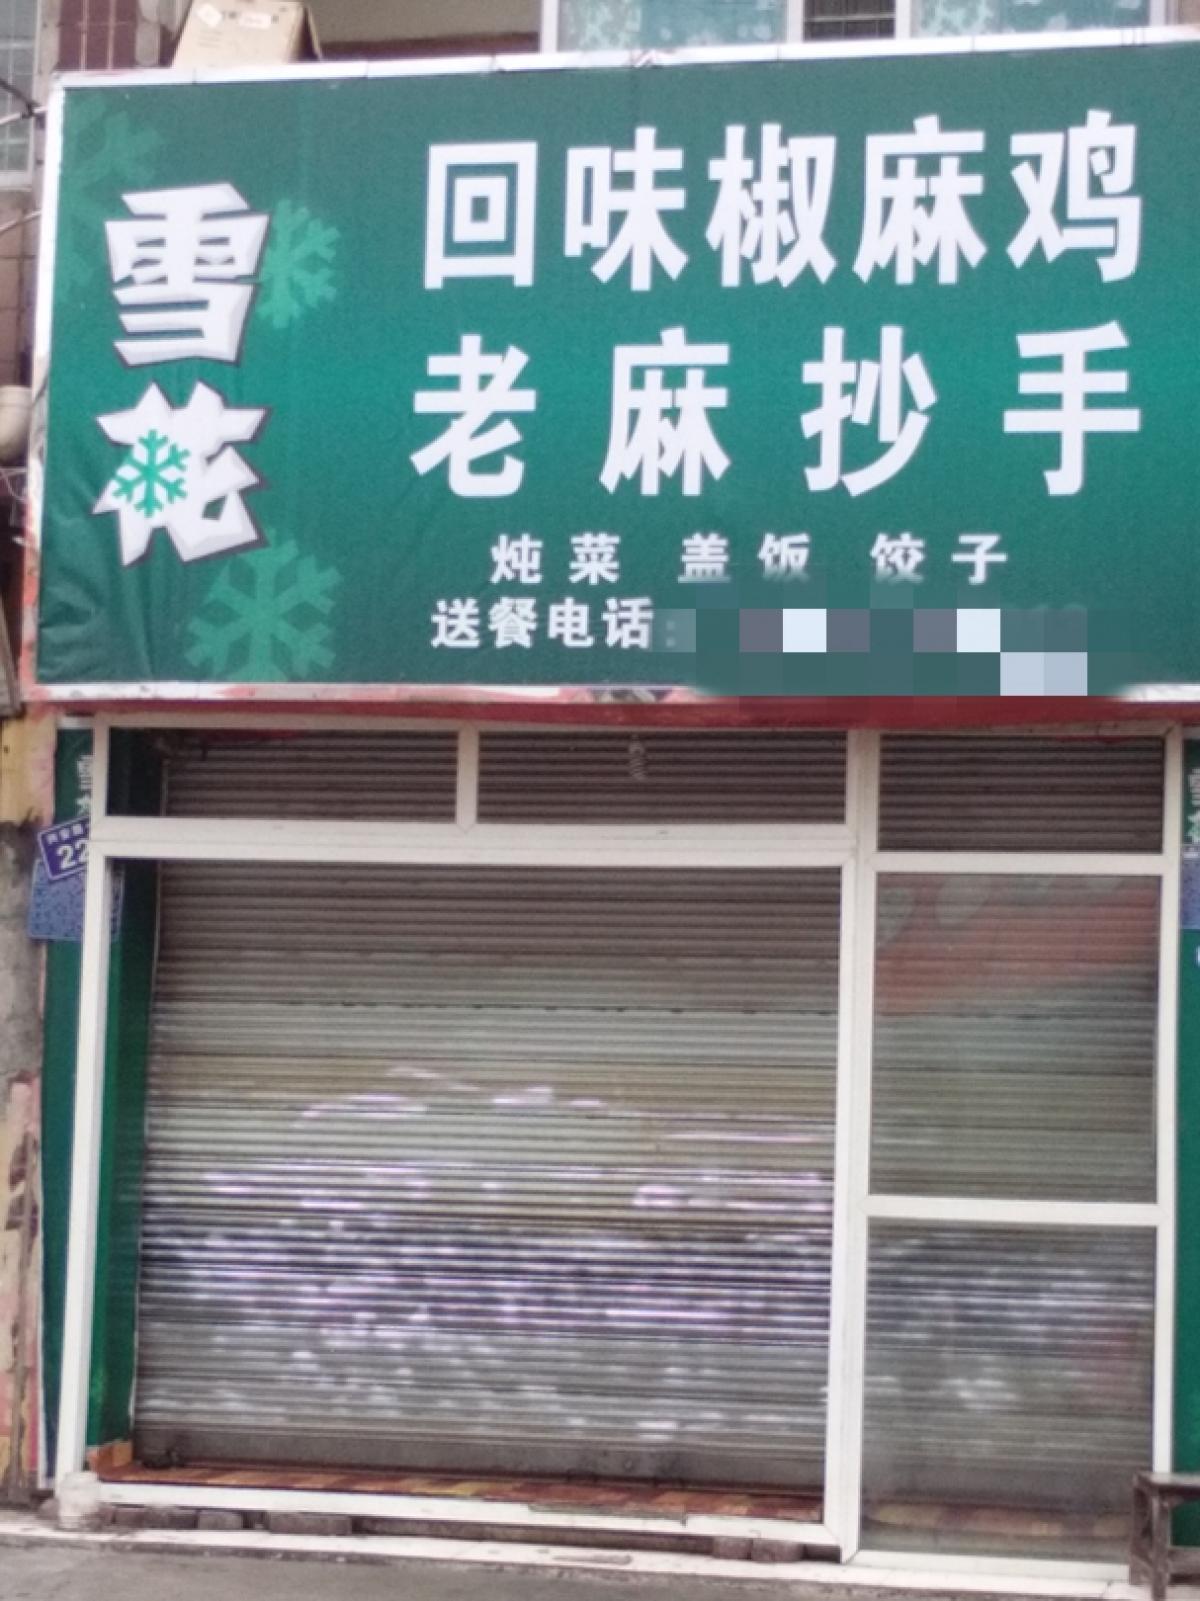 雪花
回味椒麻鸡
老麻抄手
炖菜 盖饭 饺子
送餐电话:
22